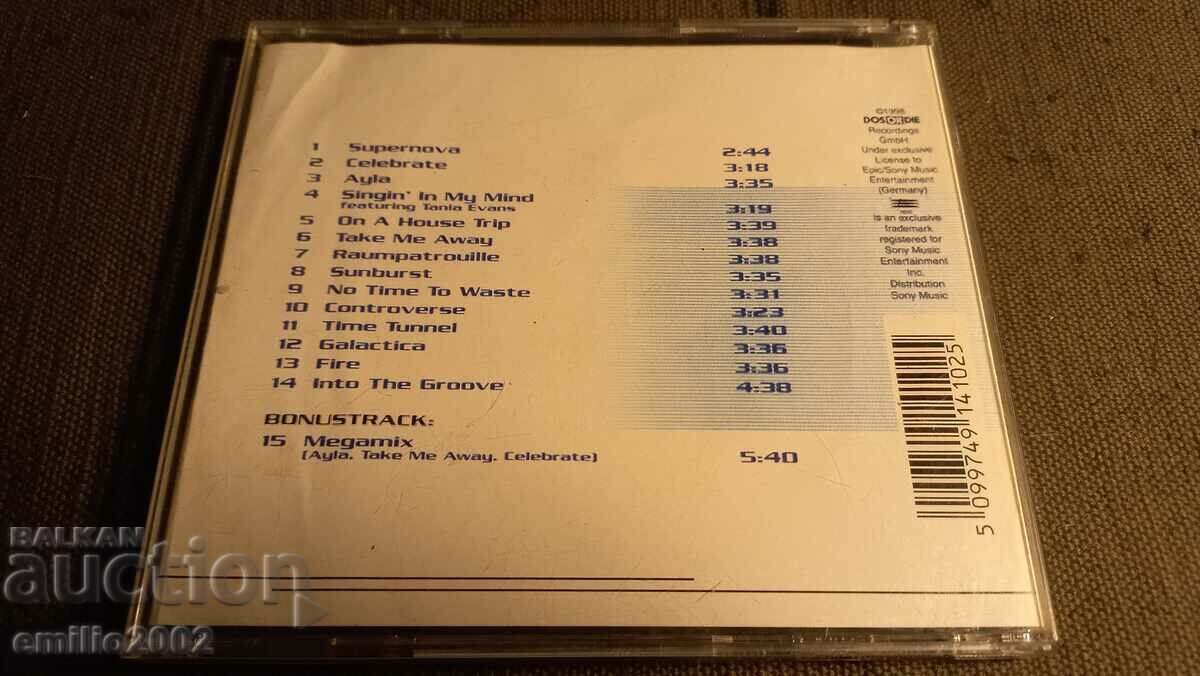 1 Supernova 2:44
2 Celebrate 3:18
3 Ayla 3:35
4 Singin' In My Mind
featuring Tania Evans 3:19
5 On A House Trip 3:39
6 Take Me Away 3:38
7 Raumpatrouille 3:38
8 Sunburst 3:35
9 No Time To Waste 3:31
10 Controverse 3:23
11 Time Tunnel 3:40
12 Galactica 3:36
13 Fire 3:36
14 Into The Groove 4:38
BONUSTRACK:
15 Megamix 5:40
(Ayla, Take Me Away, Celebrate)
©1998
DOS OR DIE
Recordings
GmbH
Under exclusive
License to
Epic/Sony Music
Entertainment
(Germany)
is an exclusive
trademark
registered for
Sony Music
Entertainment
Inc.
Distribution
Sony Music
5 099749 141025
BALKAN
auction
emilio2002